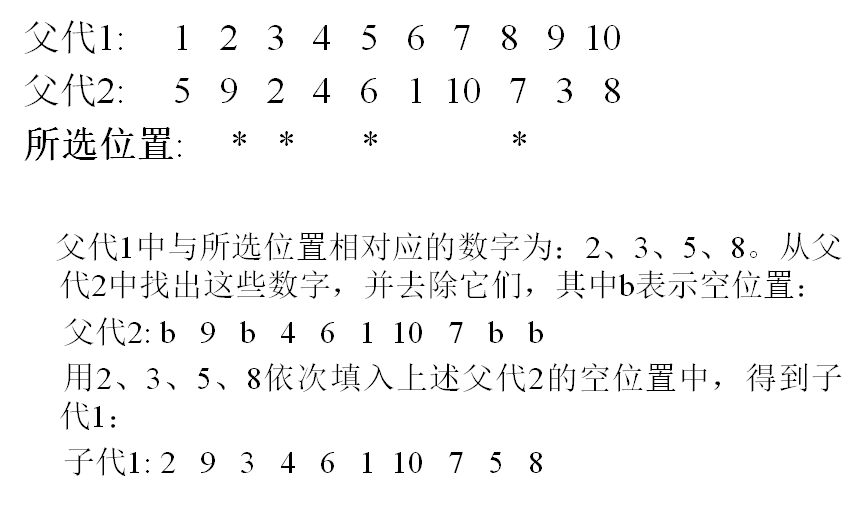 父代1: 1 2 3 4 5 6 7 8 9 10
父代2: 5 9 2 4 6 1 10 7 3 8
所选位置: * * * *
父代1中与所选位置相对应的数字为：2、3、5、8。从父
代2中找出这些数字，并去除它们，其中b表示空位置：
父代2: b 9 b 4 6 1 10 7 b b
用2、3、5、8依次填入上述父代2的空位置中，得到子
代1：
子代1: 2 9 3 4 6 1 10 7 5 8